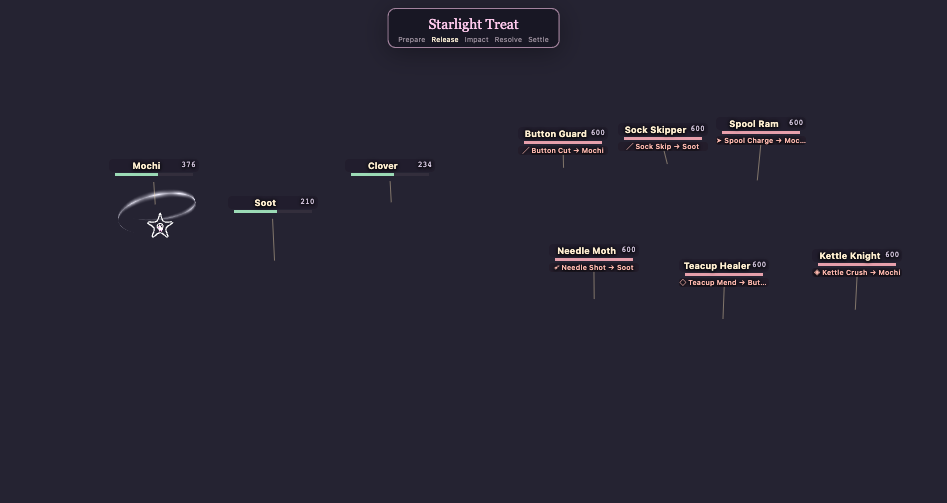 Starlight Treat
Prepare Release Impact Resolve Settle
Mochi 376
Soot 210
Clover 234
Button Guard 600
Button Cut → Mochi
Sock Skipper 600
Sock Skip → Soot
Spool Ram 600
Spool Charge → Moc...
Needle Moth 600
Needle Shot → Soot
Teacup Healer 600
Teacup Mend → But...
Kettle Knight 600
Kettle Crush → Mochi